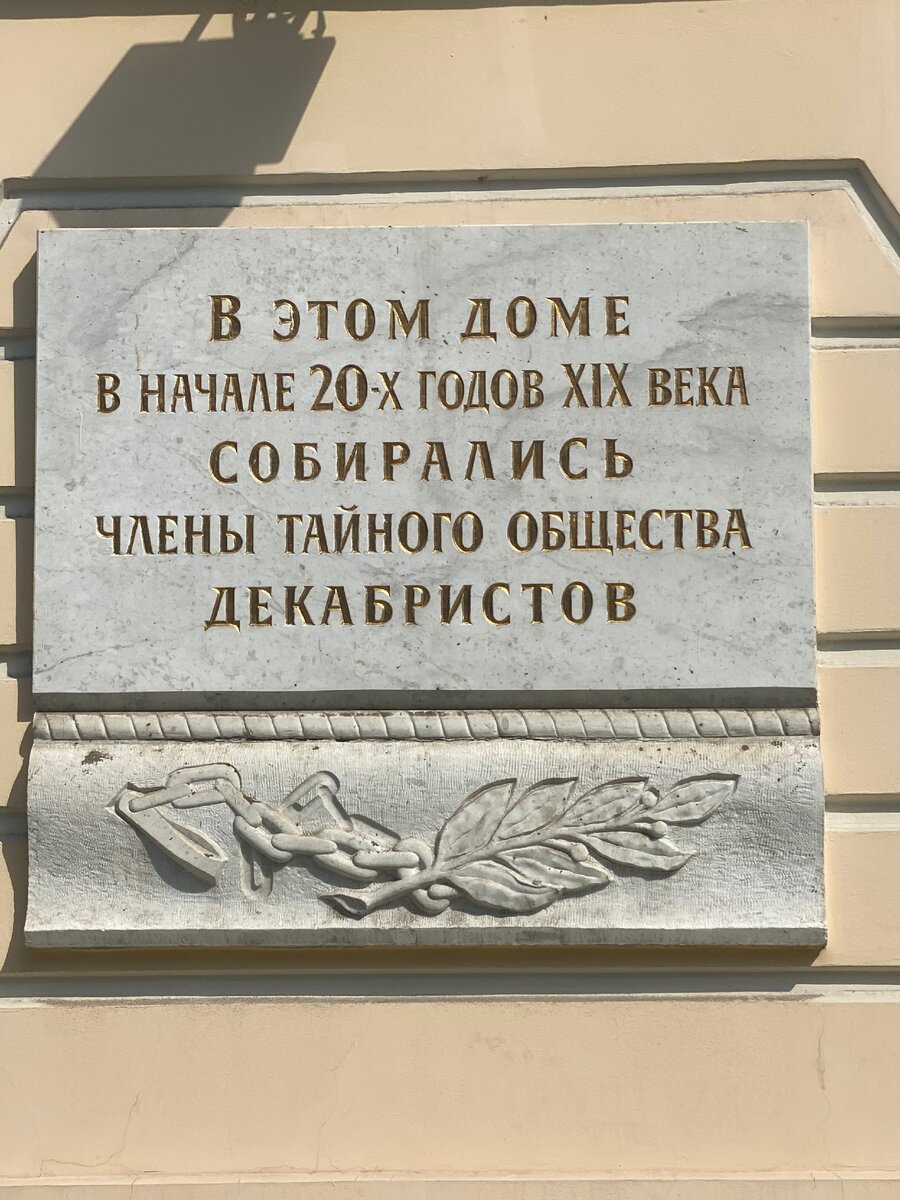 В ЭТОМ ДОМЕ
В НАЧАЛЕ 20-Х ГОДОВ XIX ВЕКА
СОБИРАЛИСЬ
ЧЛЕНЫ ТАЙНОГО ОБЩЕСТВА
ДЕКАБРИСТОВ